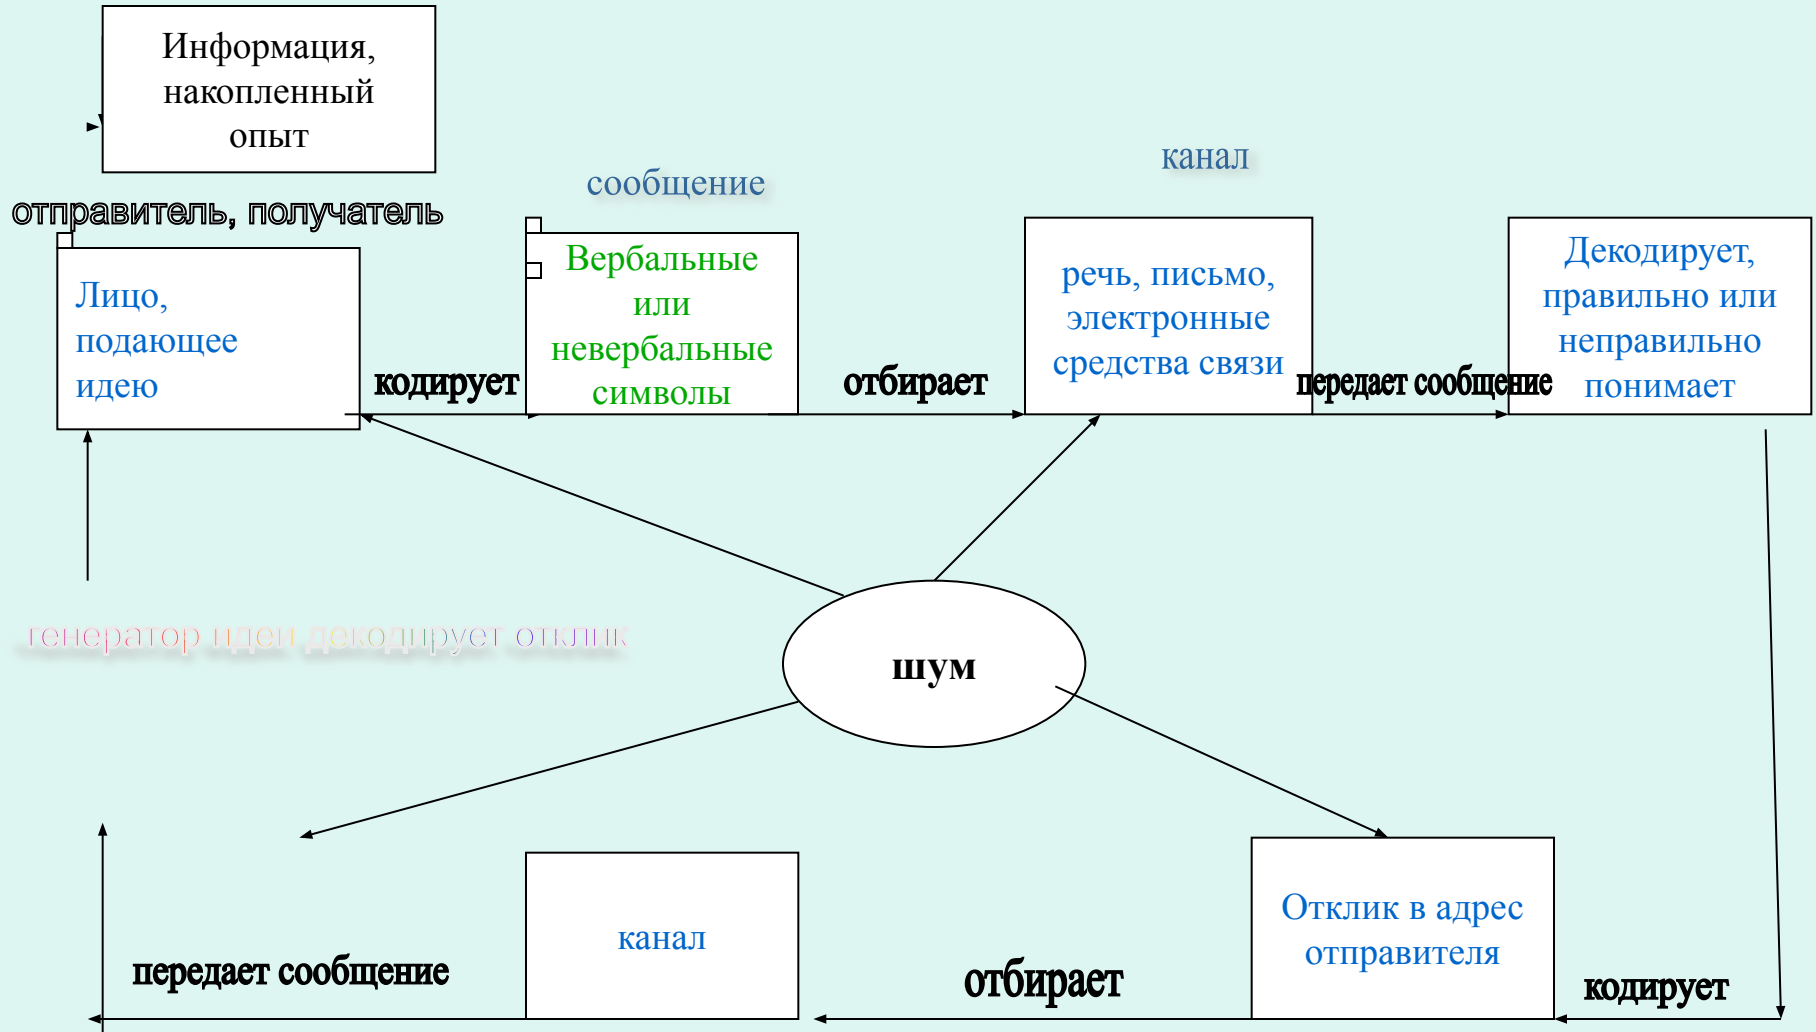 Информация,
накопленный
опыт
отправитель, получатель
сообщение
канал
Лицо,
подающее
идею
кодирует
Вербальные
или
невербальные
символы
отбирает
речь, письмо,
электронные
средства связи
передает сообщение
Декодирует,
правильно или
неправильно
понимает
генератор идеи декодирует отклик
шум
передает сообщение
канал
отбирает
Отклик в адрес
отправителя
кодирует